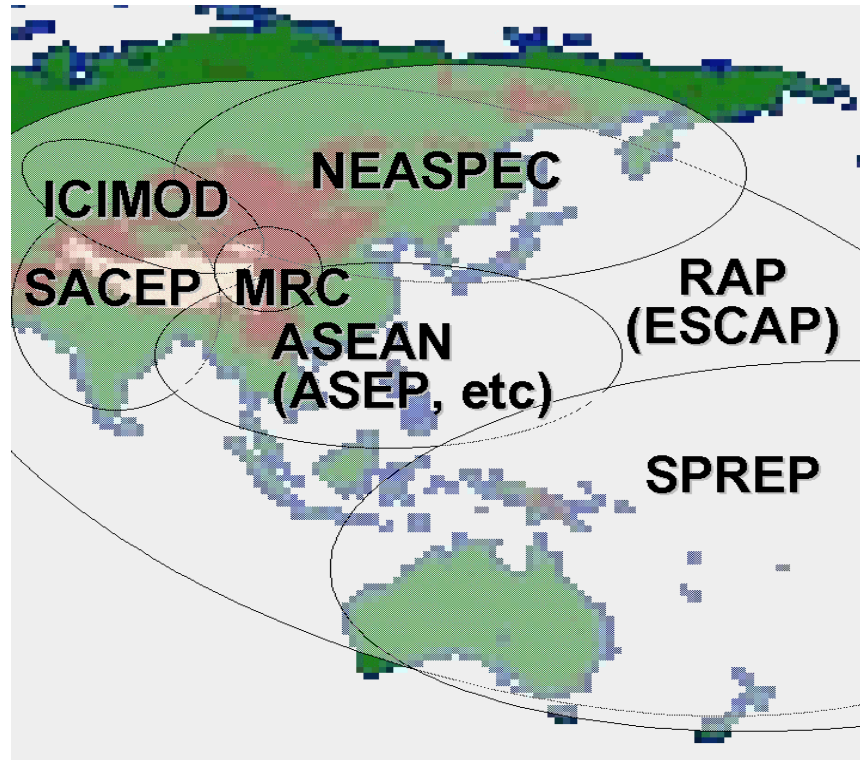 NEASPEC
ICIMOD
SACEP
MRC
RAP
(ESCAP)
ASEAN
(ASEP, etc)
SPREP